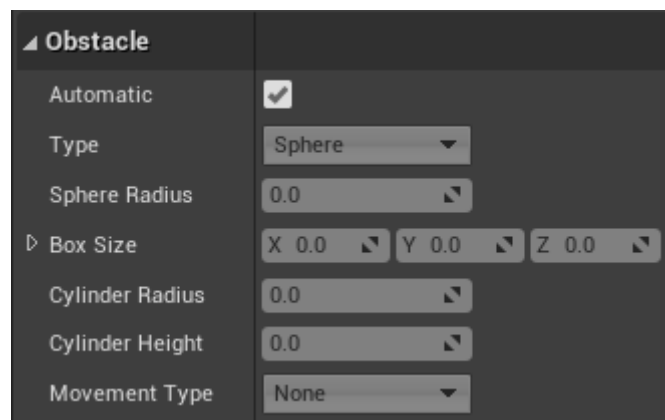 Obstacle
Automatic
Type Sphere
Sphere Radius 0.0
Box Size X 0.0 Y 0.0 Z 0.0
Cylinder Radius 0.0
Cylinder Height 0.0
Movement Type None